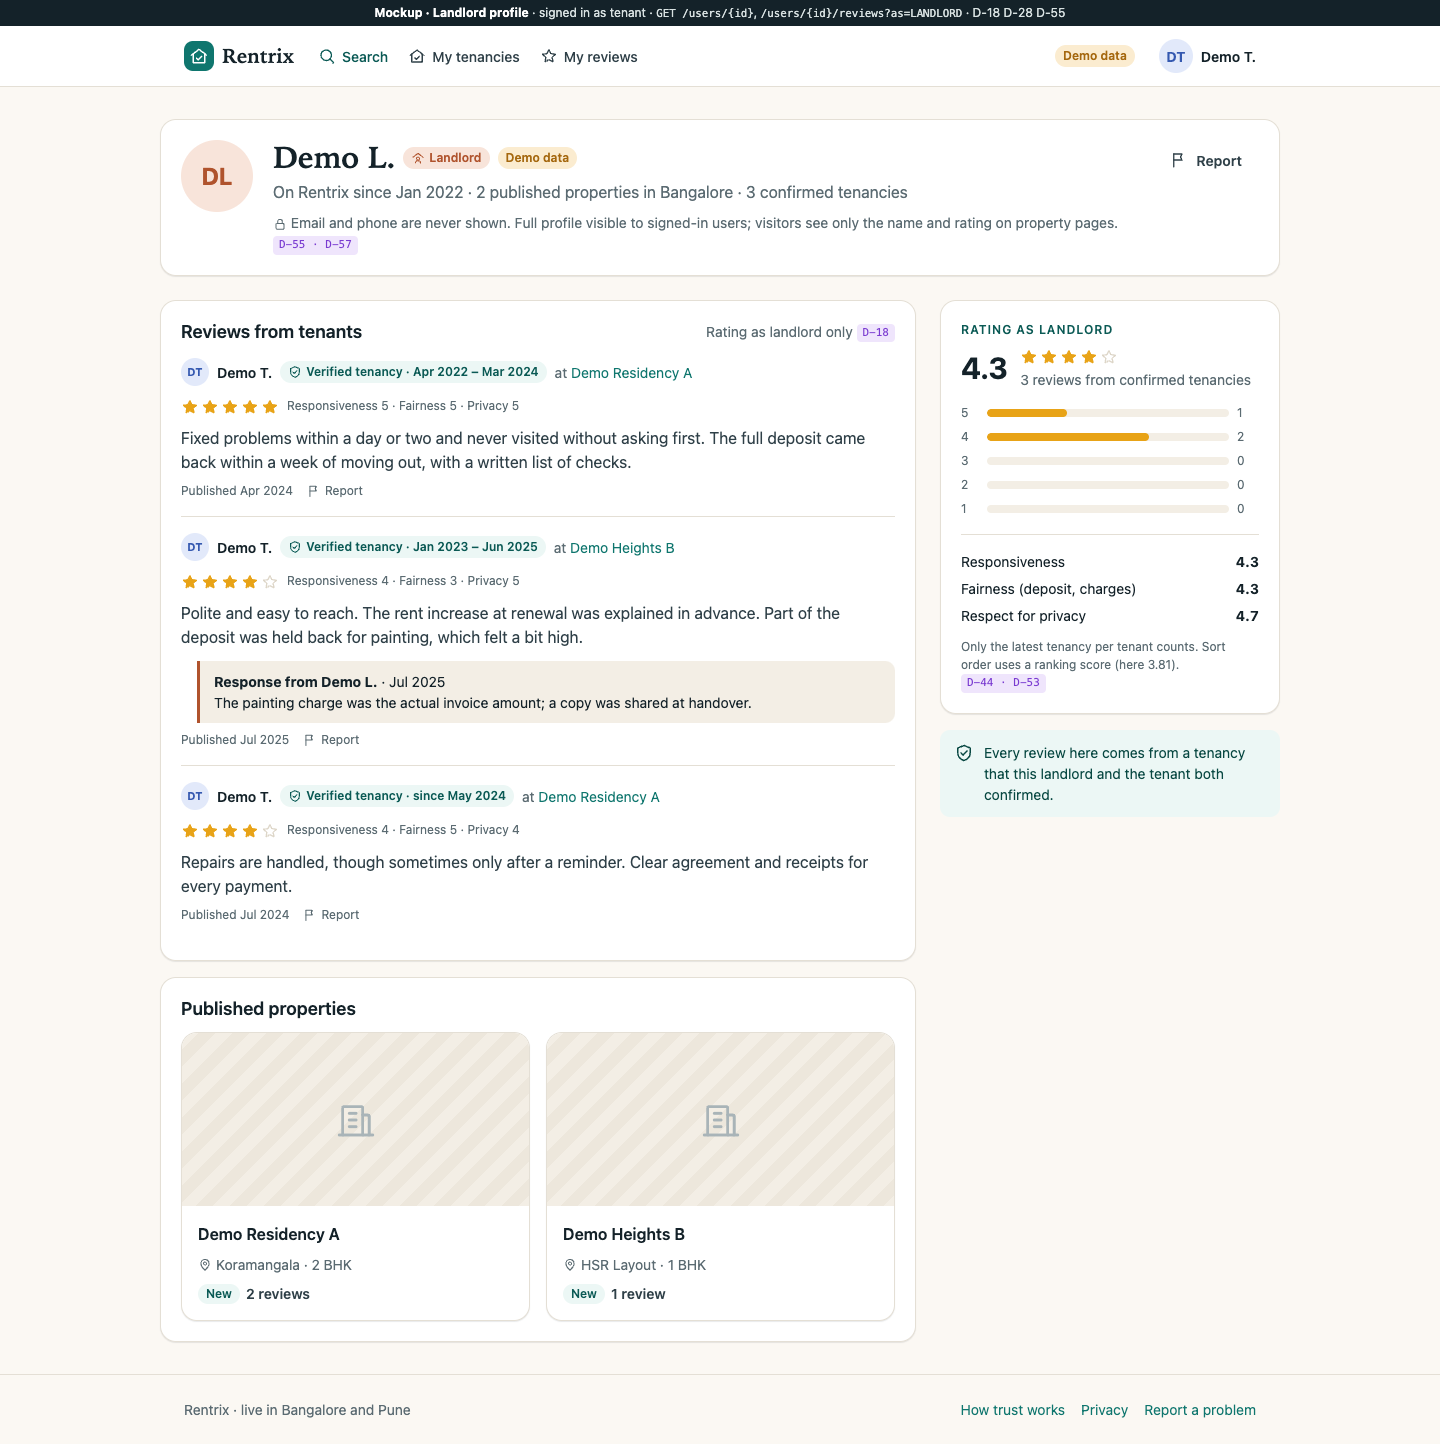 Mockup · Landlord profile · signed in as tenant · GET /users/{id}, /users/{id}/reviews?as=LANDLORD · D-18 D-28 D-55
Rentrix
Search
My tenancies
My reviews
Demo data
DT
Demo T.
DL
Demo L.
Landlord
Demo data
Report
On Rentrix since Jan 2022 · 2 published properties in Bangalore · 3 confirmed tenancies
Email and phone are never shown. Full profile visible to signed-in users; visitors see only the name and rating on property pages.
D-55 · D-57
Reviews from tenants
Rating as landlord only D-18
DT Demo T. Verified tenancy · Apr 2022 – Mar 2024 at Demo Residency A
Responsiveness 5 · Fairness 5 · Privacy 5
Fixed problems within a day or two and never visited without asking first. The full deposit came
back within a week of moving out, with a written list of checks.
Published Apr 2024 Report
DT Demo T. Verified tenancy · Jan 2023 – Jun 2025 at Demo Heights B
Responsiveness 4 · Fairness 3 · Privacy 5
Polite and easy to reach. The rent increase at renewal was explained in advance. Part of the
deposit was held back for painting, which felt a bit high.
Response from Demo L. · Jul 2025
The painting charge was the actual invoice amount; a copy was shared at handover.
Published Jul 2025 Report
DT Demo T. Verified tenancy · since May 2024 at Demo Residency A
Responsiveness 4 · Fairness 5 · Privacy 4
Repairs are handled, though sometimes only after a reminder. Clear agreement and receipts for
every payment.
Published Jul 2024 Report
RATING AS LANDLORD
4.3
3 reviews from confirmed tenancies
5 1
4 2
3 0
2 0
1 0
Responsiveness 4.3
Fairness (deposit, charges) 4.3
Respect for privacy 4.7
Only the latest tenancy per tenant counts. Sort
order uses a ranking score (here 3.81).
D-44 · D-53
Every review here comes from a tenancy
that this landlord and the tenant both
confirmed.
Published properties
Demo Residency A
Koramangala · 2 BHK
New 2 reviews
Demo Heights B
HSR Layout · 1 BHK
New 1 review
Rentrix · live in Bangalore and Pune
How trust works
Privacy
Report a problem